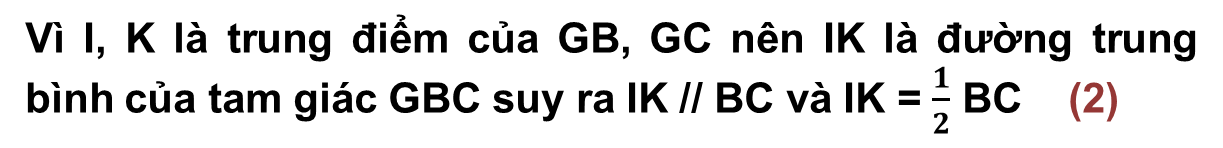 Vì I, K là trung điểm của GB, GC nên IK là đường trung
bình của tam giác GBC suy ra IK // BC và IK = 1/2 BC (2)